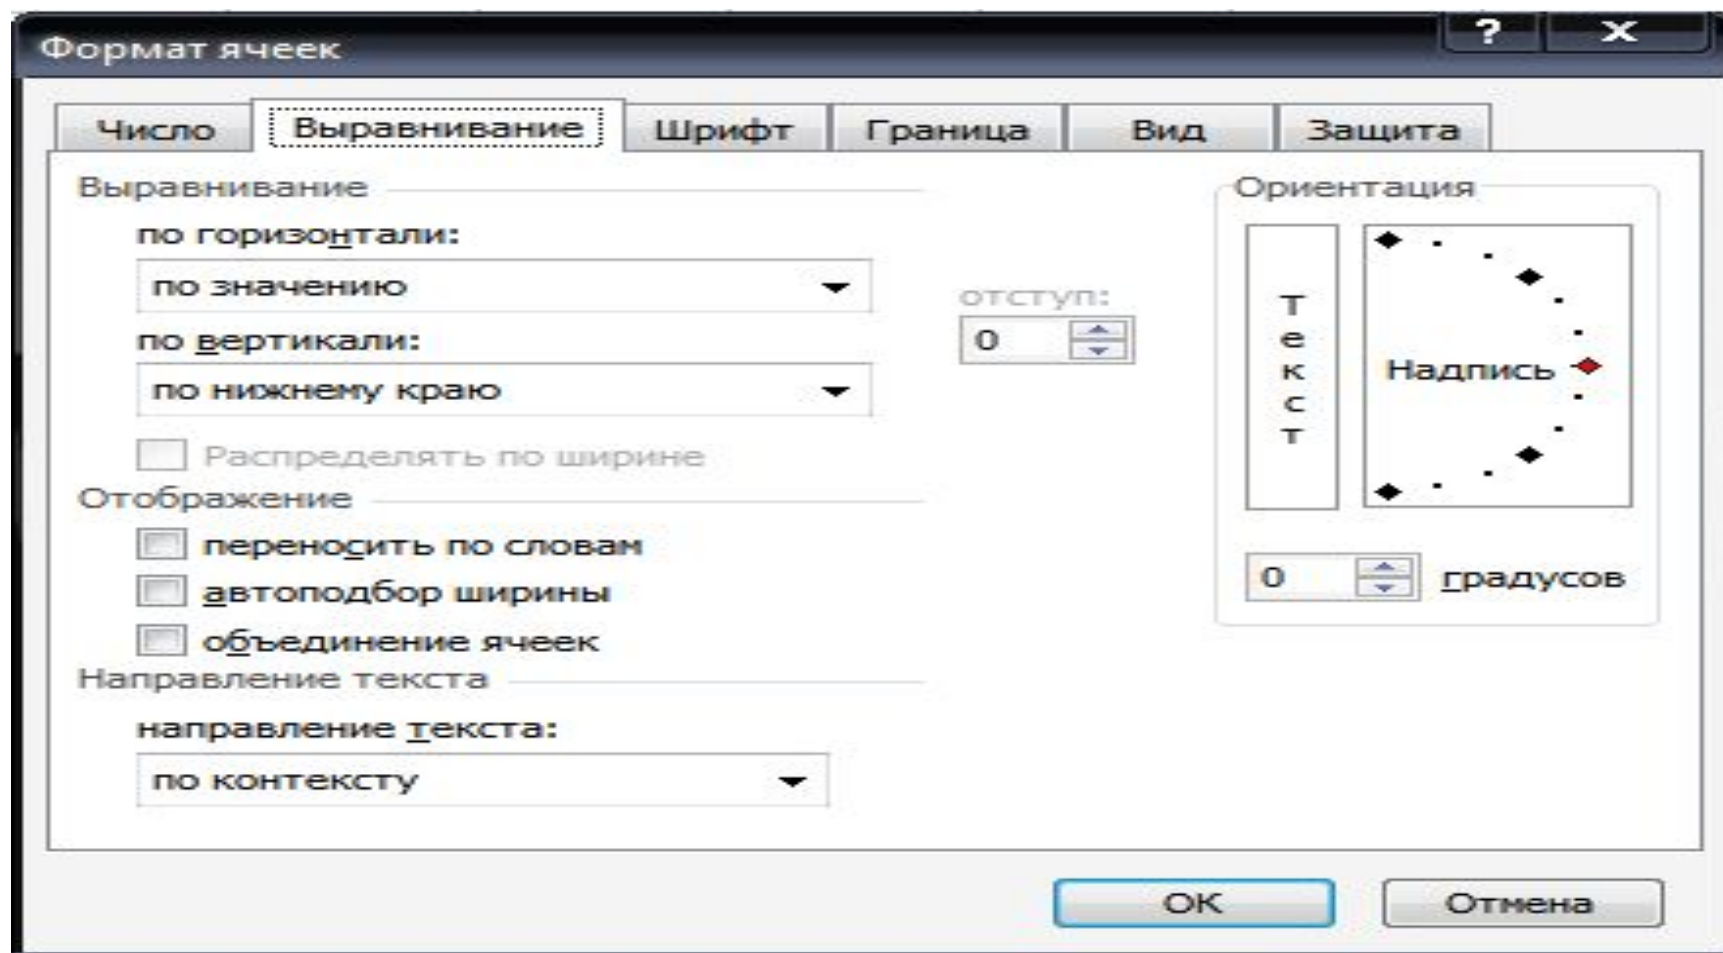 Формат ячеек
?
Число Выравнивание Шрифт Граница Вид Защита
Выравнивание
по горизонтали:
по значению
отступ:
0
по вертикали:
по нижнему краю
Распределять по ширине
Отображение
переносить по словам
автоподбор ширины
объединение ячеек
Направление текста
направление текста:
по контексту
Ориентация
Т
е
к
с
т
Надпись
0 градусов
ОК Отмена